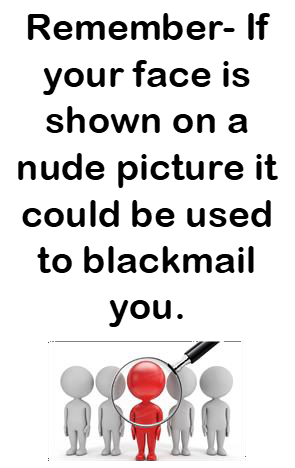 Remember- If
your face is
shown on a
nude picture it
could be used
to blackmail
you.